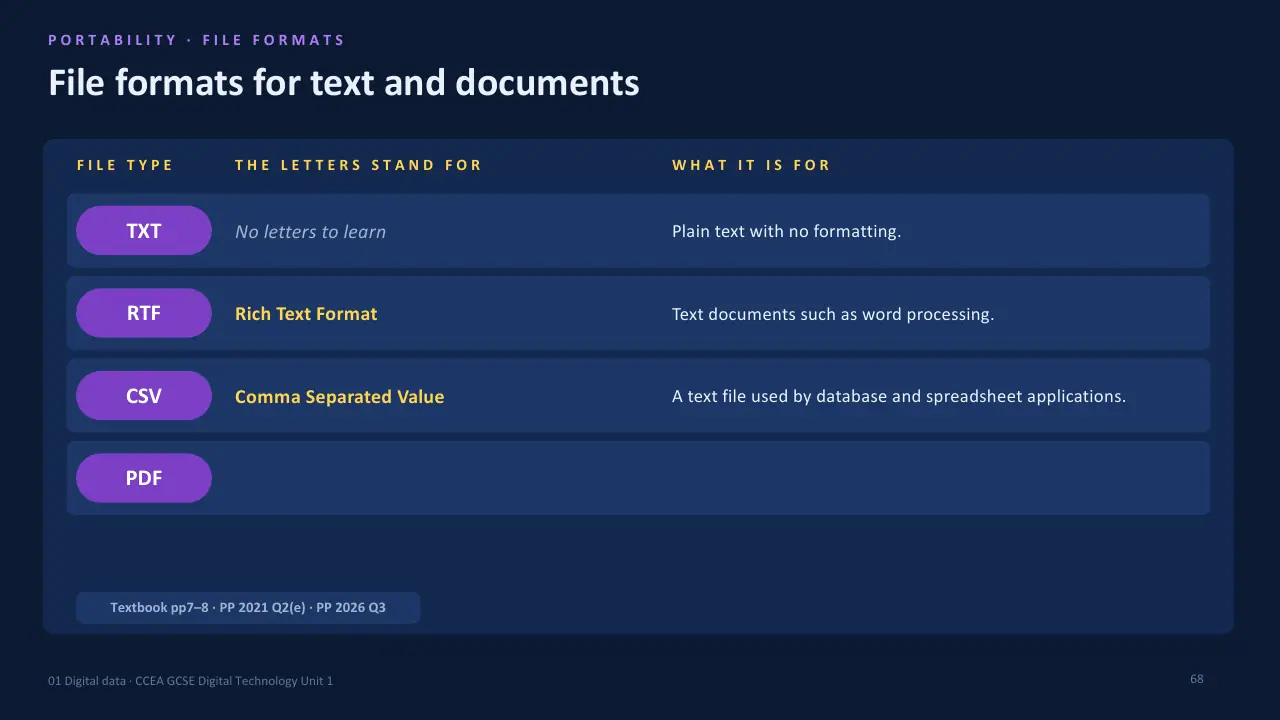 PORTABILITY · FILE FORMATS
File formats for text and documents
FILE TYPE THE LETTERS STAND FOR WHAT IT IS FOR
TXT No letters to learn Plain text with no formatting.
RTF Rich Text Format Text documents such as word processing.
CSV Comma Separated Value A text file used by database and spreadsheet applications.
PDF
Textbook pp7–8 · PP 2021 Q2(e) · PP 2026 Q3
01 Digital data · CCEA GCSE Digital Technology Unit 1 68